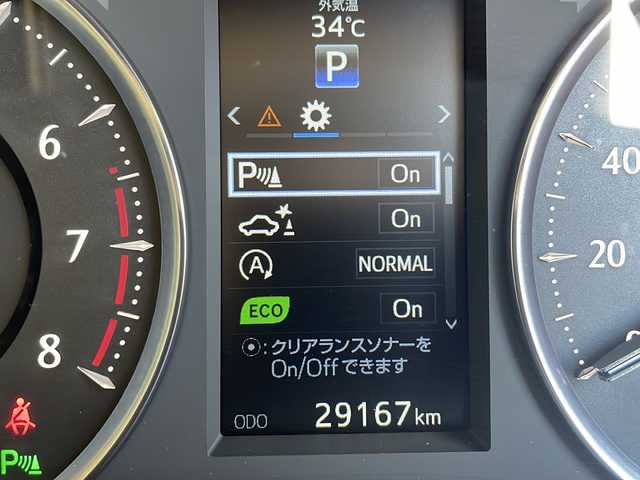 外気温
34℃
P
6
7
8
P On
On
A NORMAL
ECO On
:クリアランスソナーを
On/Offできます
ODO 29167km
P
40
20